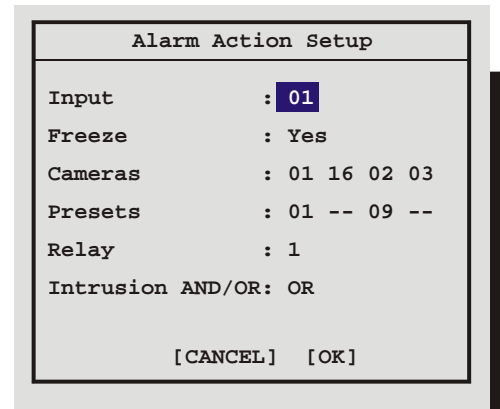 Alarm Action Setup
Input : 01
Freeze : Yes
Cameras : 01 16 02 03
Presets : 01 -- 09 --
Relay : 1
Intrusion AND/OR: OR
[CANCEL] [OK]